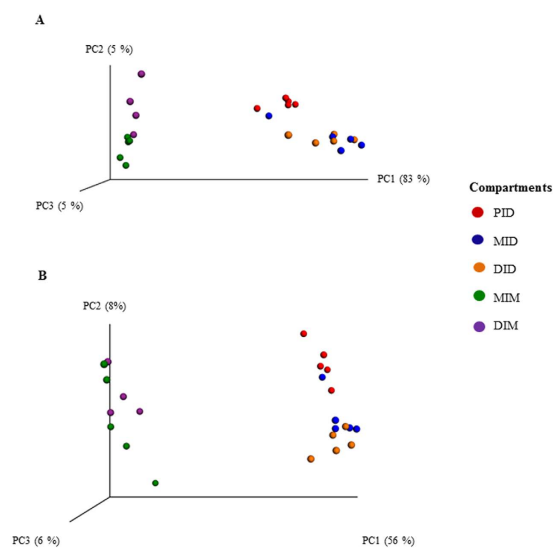 A
PC2 (5 %)
PC1 (83 %)
PC3 (5 %)
Compartments
PID
MID
DID
MIM
DIM
B
PC2 (8%)
PC3 (6 %)
PC1 (56 %)